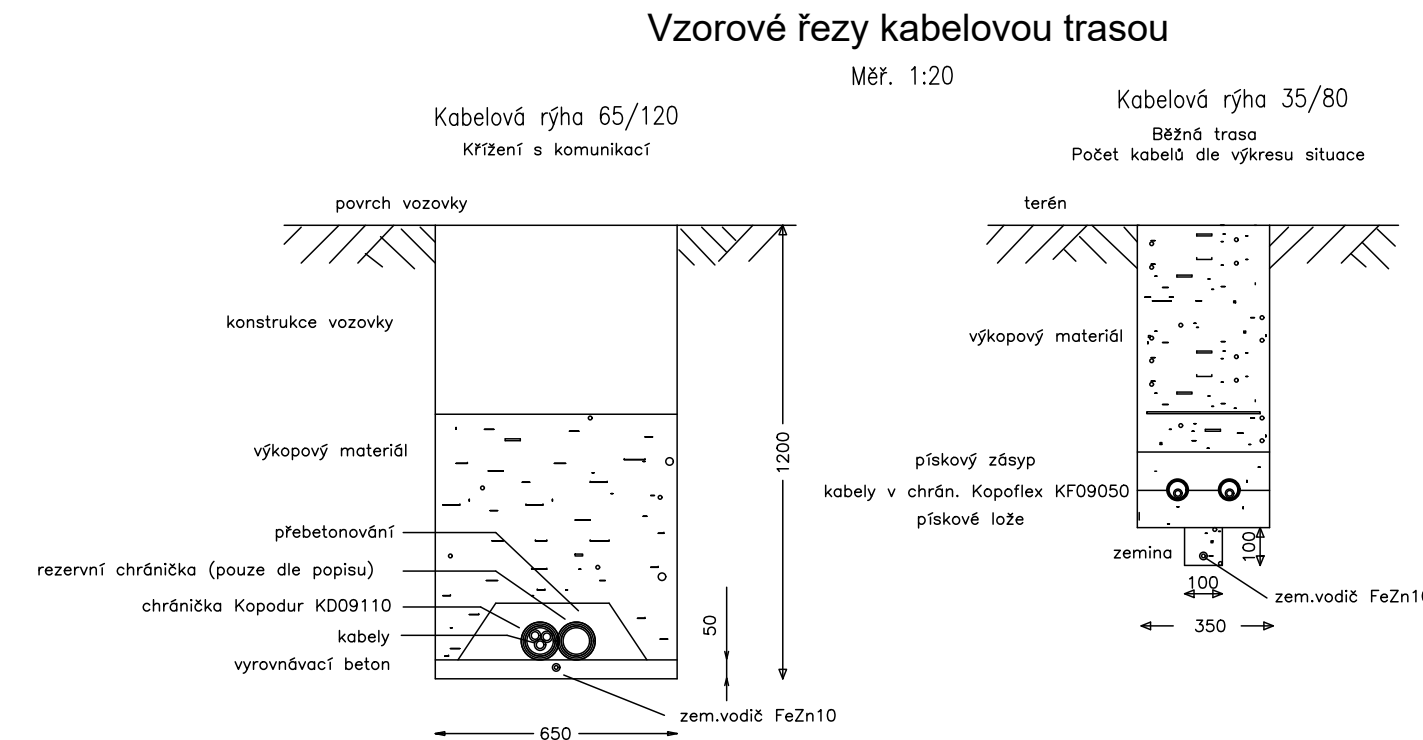 Vzorové řezy kabelovou trasou
Měř. 1:20
Kabelová rýha 65/120
Křížení s komunikací
povrch vozovky
konstrukce vozovky
výkopový materiál
přebetonování
rezervní chránička (pouze dle popisu)
chránička Kopodur KD09110
kabely
vyrovnávací beton
zem.vodič FeZn10
650
50
1200
Kabelová rýha 35/80
Běžná trasa
Počet kabelů dle výkresu situace
terén
výkopový materiál
pískový zásyp
kabely v chrán. Kopoflex KF09050
pískové lože
zemina
100
100
zem.vodič FeZn10
350